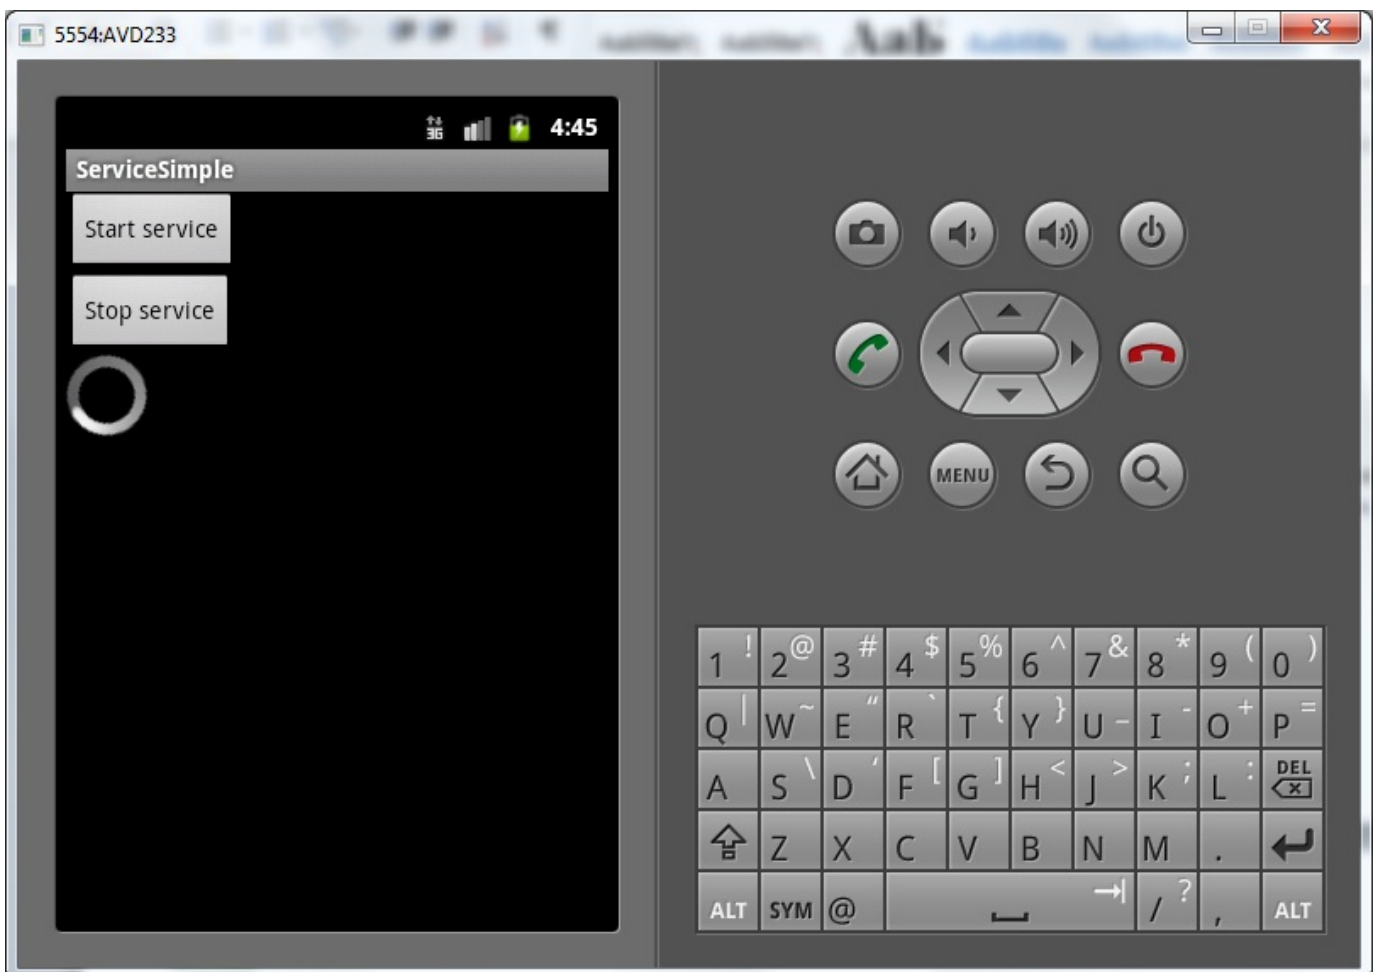 5554:AVD233
3G 4:45
ServiceSimple
Start service
Stop service
MENU
1 ! 2 @ 3 # 4 $ 5 % 6 ^ 7 & 8 * 9 ( 0 )
Q | W ~ E " R ` T { Y } U _ I - O + P =
A S \ D ' F [ G ] H < J > K ; L : DEL
Z X C V B N M .
ALT SYM @ / ? , ALT